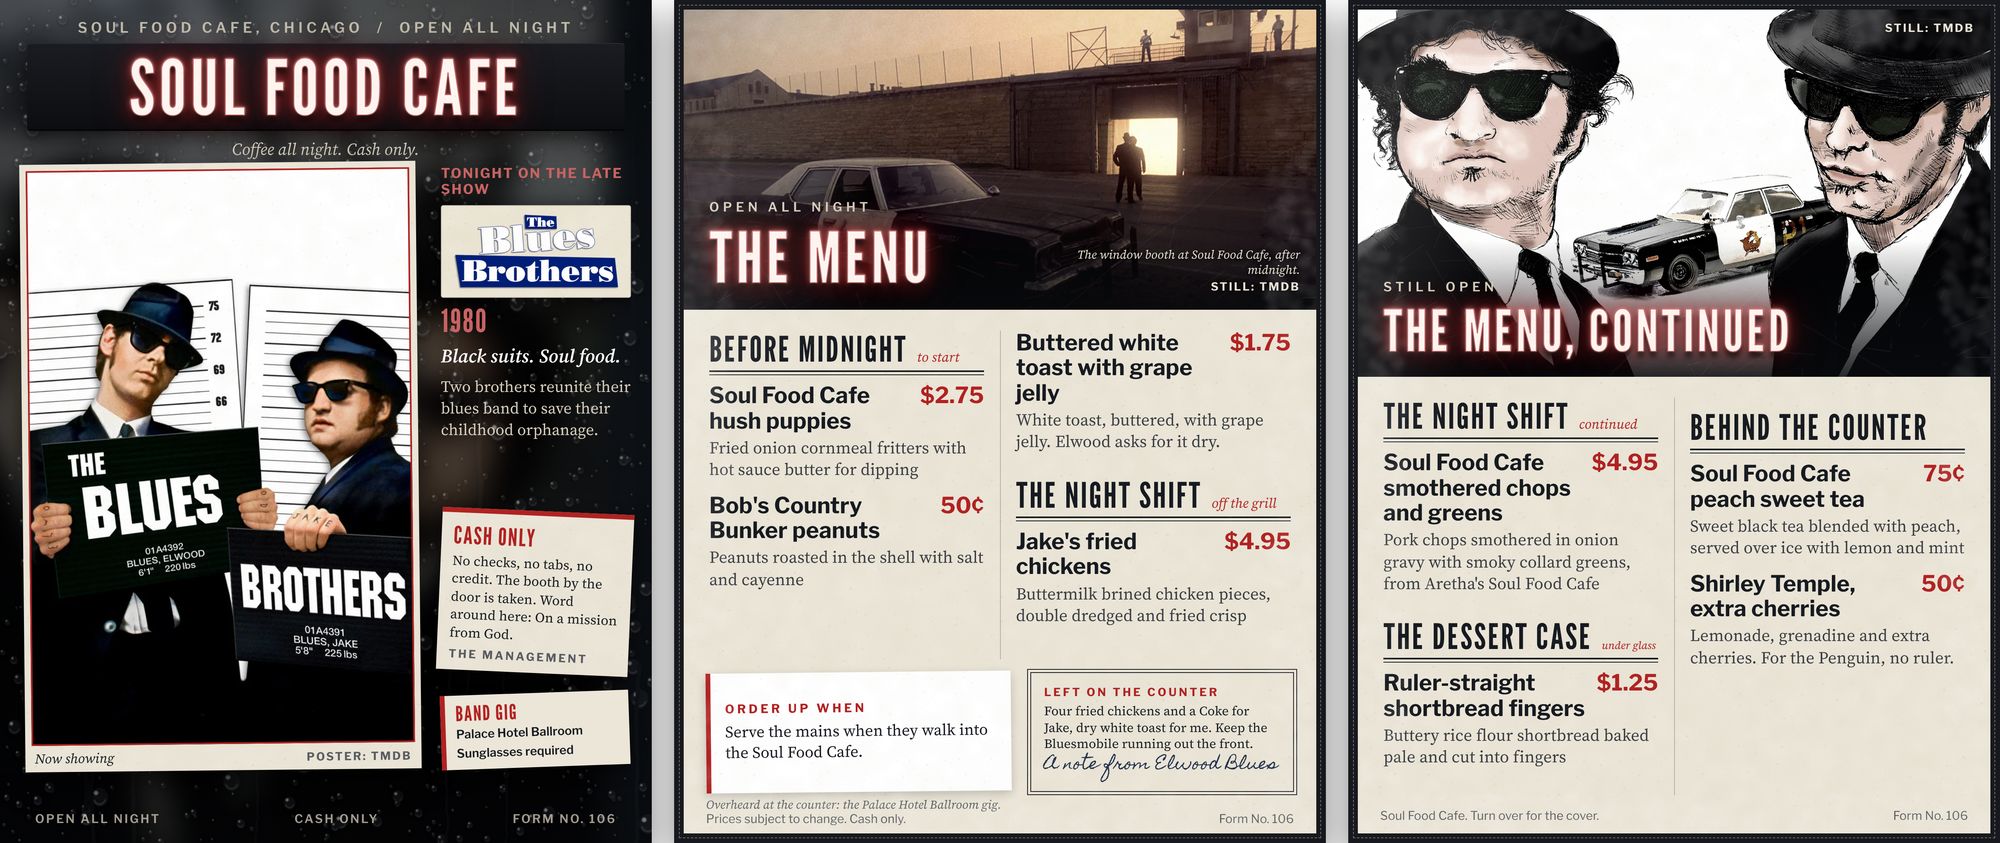 SOUL FOOD CAFE, CHICAGO / OPEN ALL NIGHT
SOUL FOOD CAFE
Coffee all night. Cash only.
75
72
69
66
THE
BLUES
01A4392
BLUES, ELWOOD
6'1" 220 lbs
JAKE
BROTHERS
01A4391
BLUES, JAKE
5'8" 225 lbs
Now showing
POSTER: TMDB
TONIGHT ON THE LATE
SHOW
The
Blues
Brothers
1980
Black suits. Soul food.
Two brothers reunite their
blues band to save their
childhood orphanage.
CASH ONLY
No checks, no tabs, no
credit. The booth by the
door is taken. Word
around here: On a mission
from God.
THE MANAGEMENT
BAND GIG
Palace Hotel Ballroom
Sunglasses required
OPEN ALL NIGHT
CASH ONLY
FORM NO. 106
OPEN ALL NIGHT
THE MENU
The window booth at Soul Food Cafe, after
midnight.
STILL: TMDB
BEFORE MIDNIGHT to start
Soul Food Cafe $2.75
hush puppies
Fried onion cornmeal fritters with
hot sauce butter for dipping
Bob's Country 50¢
Bunker peanuts
Peanuts roasted in the shell with salt
and cayenne
Buttered white $1.75
toast with grape
jelly
White toast, buttered, with grape
jelly. Elwood asks for it dry.
THE NIGHT SHIFT off the grill
Jake's fried $4.95
chickens
Buttermilk brined chicken pieces,
double dredged and fried crisp
ORDER UP WHEN
Serve the mains when they walk into
the Soul Food Cafe.
LEFT ON THE COUNTER
Four fried chickens and a Coke for
Jake, dry white toast for me. Keep the
Bluesmobile running out the front.
A note from Elwood Blues
Overheard at the counter: the Palace Hotel Ballroom gig.
Prices subject to change. Cash only.
Form No. 106
STILL: TMDB
STILL OPEN
THE MENU, CONTINUED
THE NIGHT SHIFT continued
Soul Food Cafe $4.95
smothered chops
and greens
Pork chops smothered in onion
gravy with smoky collard greens,
from Aretha's Soul Food Cafe
THE DESSERT CASE under glass
Ruler-straight $1.25
shortbread fingers
Buttery rice flour shortbread baked
pale and cut into fingers
BEHIND THE COUNTER
Soul Food Cafe 75¢
peach sweet tea
Sweet black tea blended with peach,
served over ice with lemon and mint
Shirley Temple, 50¢
extra cherries
Lemonade, grenadine and extra
cherries. For the Penguin, no ruler.
Soul Food Cafe. Turn over for the cover.
Form No. 106